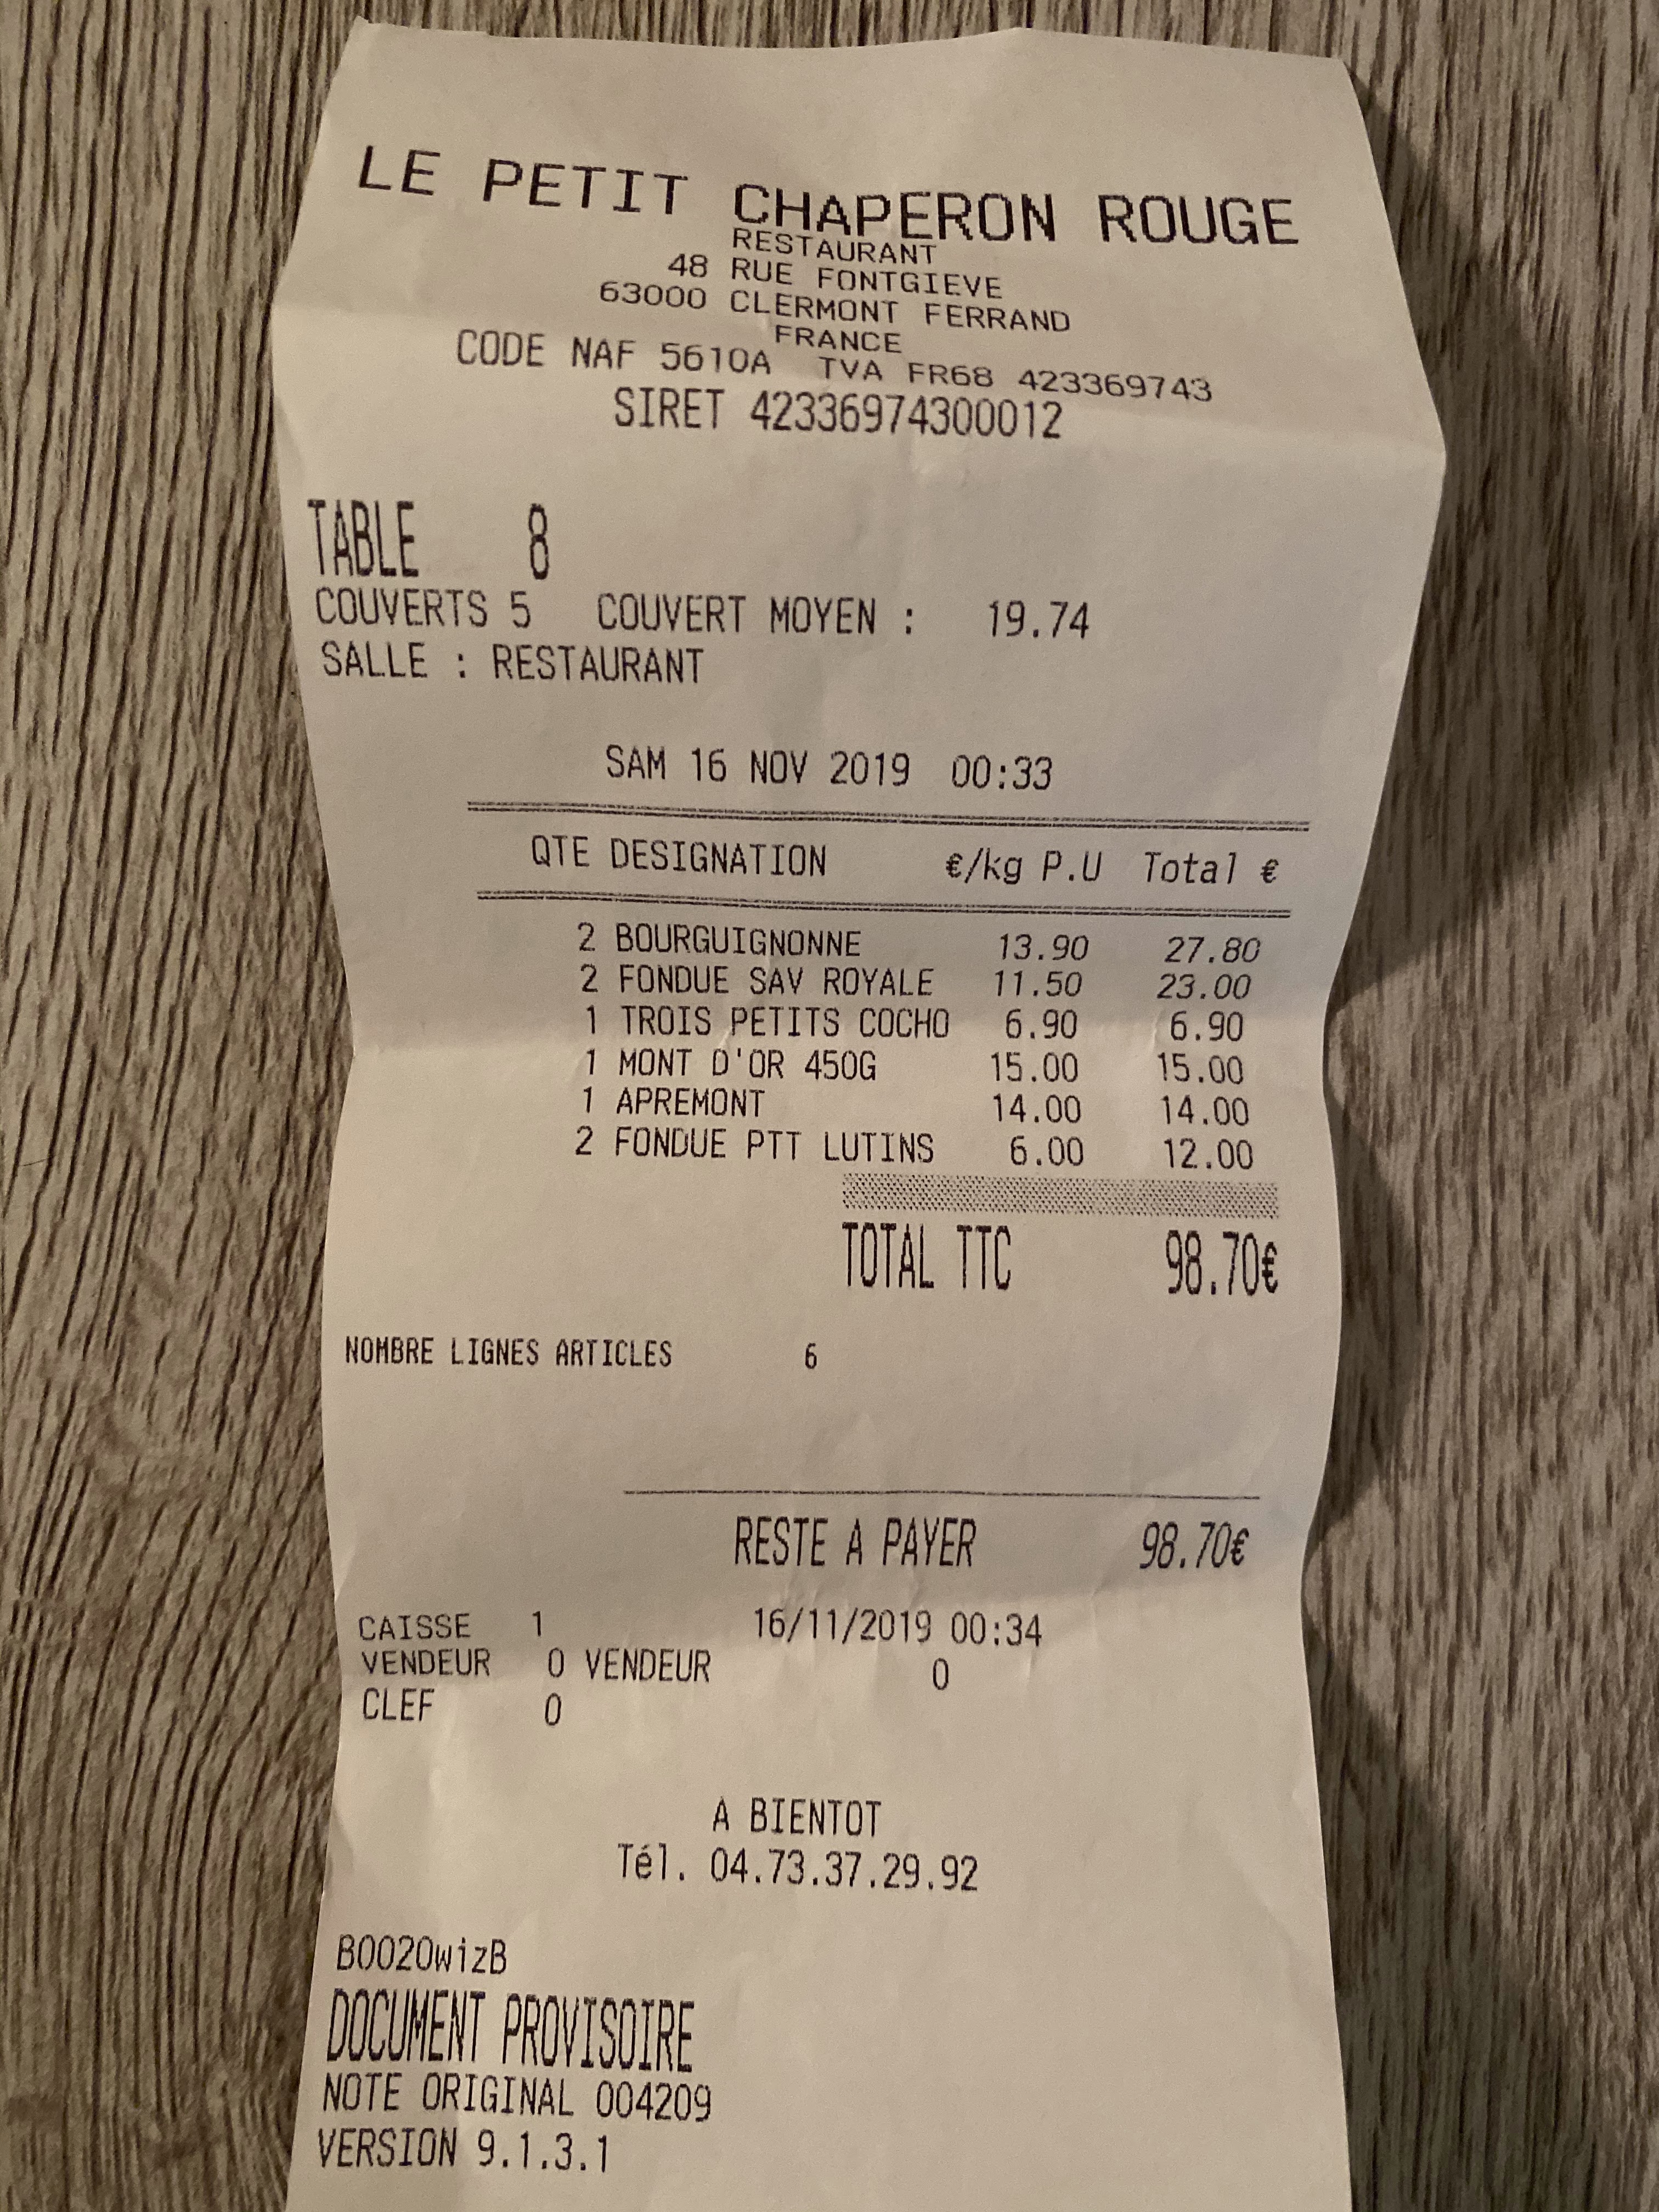 LE PETIT CHAPERON ROUGE
RESTAURANT
48 RUE FONTGIEVE
63000 CLERMONT FERRAND
FRANCE
CODE NAF 5610A TVA FR68 423369743
SIRET 42336974300012
TABLE 8
COUVERTS 5 COUVERT MOYEN : 19.74
SALLE : RESTAURANT
SAM 16 NOV 2019 00:33
QTE DESIGNATION €/kg P.U Total €
2 BOURGUIGNONNE 13.90 27.80
2 FONDUE SAV ROYALE 11.50 23.00
1 TROIS PETITS COCHO 6.90 6.90
1 MONT D'OR 450G 15.00 15.00
1 APREMONT 14.00 14.00
2 FONDUE PTT LUTINS 6.00 12.00
TOTAL TTC 98.70€
NOMBRE LIGNES ARTICLES 6
RESTE A PAYER 98.70€
CAISSE 1 16/11/2019 00:34
VENDEUR 0 VENDEUR 0
CLEF 0
A BIENTOT
Tél. 04.73.37.29.92
B0020wizB
DOCUMENT PROVISOIRE
NOTE ORIGINAL 004209
VERSION 9.1.3.1